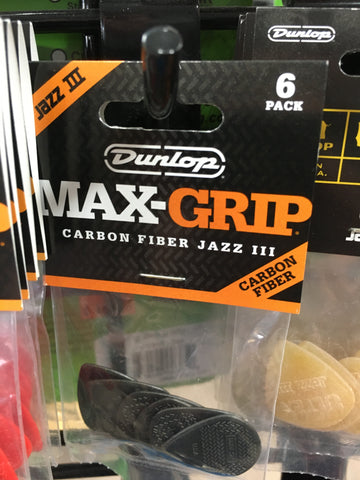 Jazz III
6
PACK
Dunlop
MAX-GRIP
CARBON FIBER JAZZ III
CARBON
FIBER
Dunlop